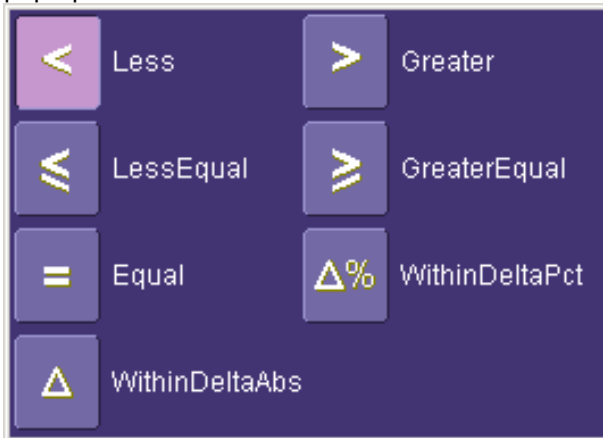 < Less > Greater
≤ LessEqual ≥ GreaterEqual
= Equal Δ% WithinDeltaPct
Δ WithinDeltaAbs